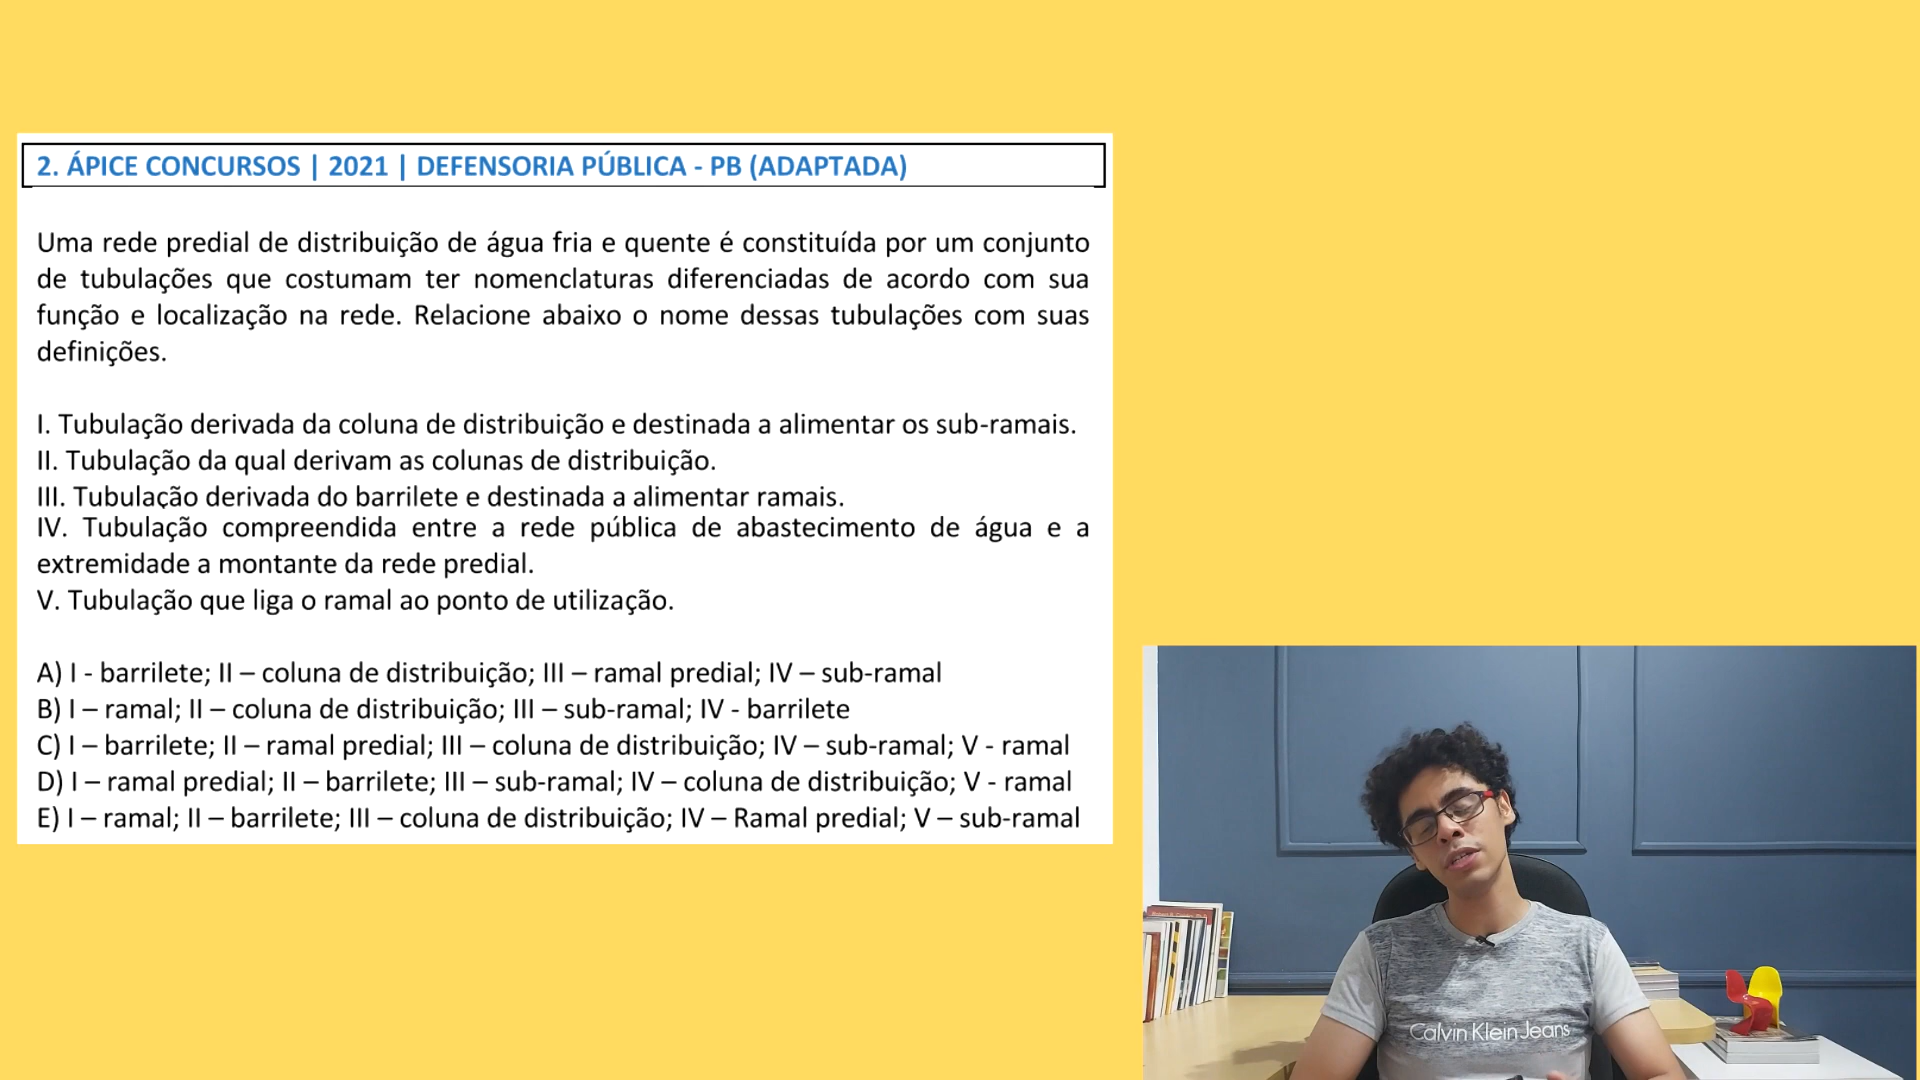 2. ÁPICE CONCURSOS | 2021 | DEFENSORIA PÚBLICA - PB (ADAPTADA)
Uma rede predial de distribuição de água fria e quente é constituída por um conjunto
de tubulações que costumam ter nomenclaturas diferenciadas de acordo com sua
função e localização na rede. Relacione abaixo o nome dessas tubulações com suas
definições.
I. Tubulação derivada da coluna de distribuição e destinada a alimentar os sub-ramais.
II. Tubulação da qual derivam as colunas de distribuição.
III. Tubulação derivada do barrilete e destinada a alimentar ramais.
IV. Tubulação compreendida entre a rede pública de abastecimento de água e a
extremidade a montante da rede predial.
V. Tubulação que liga o ramal ao ponto de utilização.
A) I - barrilete; II – coluna de distribuição; III – ramal predial; IV – sub-ramal
B) I – ramal; II – coluna de distribuição; III – sub-ramal; IV - barrilete
C) I – barrilete; II – ramal predial; III – coluna de distribuição; IV – sub-ramal; V - ramal
D) I – ramal predial; II – barrilete; III – sub-ramal; IV – coluna de distribuição; V - ramal
E) I – ramal; II – barrilete; III – coluna de distribuição; IV – Ramal predial; V – sub-ramal
Calvin Klein Jeans